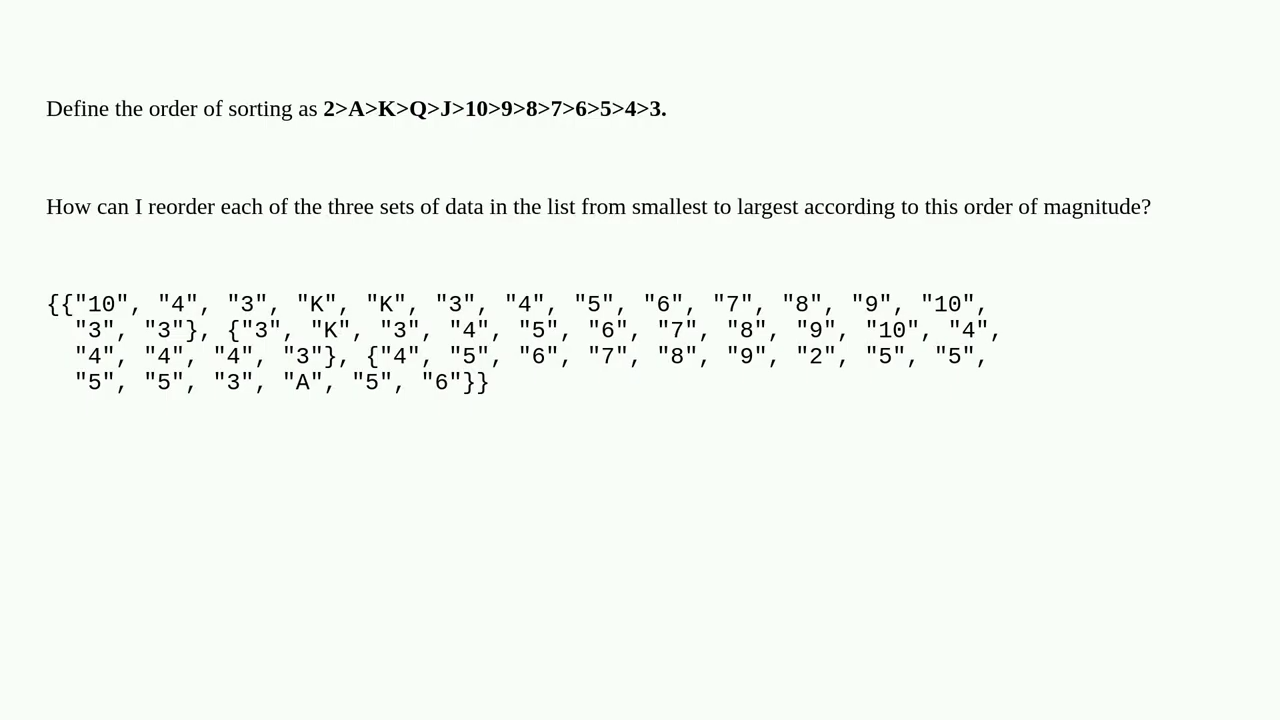 Define the order of sorting as 2>A>K>Q>J>10>9>8>7>6>5>4>3.
How can I reorder each of the three sets of data in the list from smallest to largest according to this order of magnitude?
{{"10", "4", "3", "K", "K", "3", "4", "5", "6", "7", "8", "9", "10",
"3", "3"}, {"3", "K", "3", "4", "5", "6", "7", "8", "9", "10", "4",
"4", "4", "4", "3"}, {"4", "5", "6", "7", "8", "9", "2", "5", "5",
"5", "5", "3", "A", "5", "6"}}